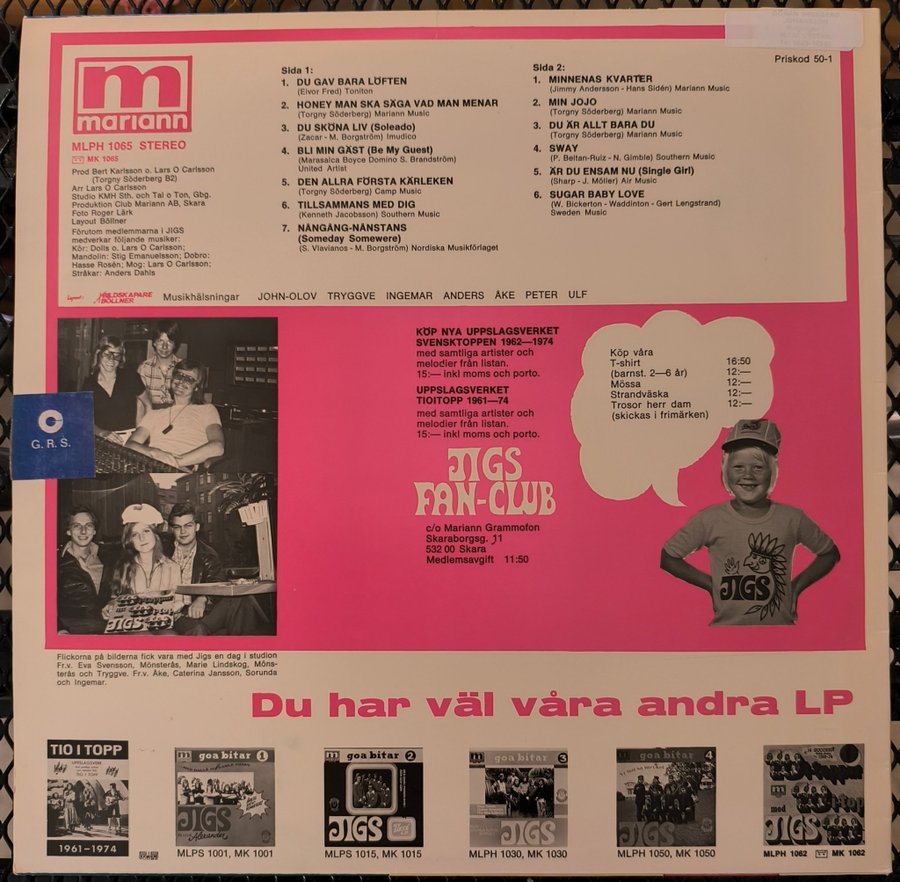 Priskod 50-1
m
mariann
MLPH 1065 STEREO
MK 1065
Prod Bert Karlsson o. Lars O Carlsson
(Torgny Söderberg B2)
Arr Lars O Carlsson
Studio KMH Sth. och Tal o Ton, Gbg.
Produktion Club Mariann AB, Skara
Foto Roger Lärk
Layout Böllner
Förutom medlemmarna i JIGS
medverkar följande musiker:
Kör: Dolls o. Lars O Carlsson;
Mandolin: Stig Emanuelsson; Dobro:
Hasse Rosén; Mog: Lars O Carlsson;
Stråkar: Anders Dahls
Sida 1:
1. DU GAV BARA LÖFTEN
(Eivor Fred) Toniton
2. HONEY MAN SKA SÄGA VAD MAN MENAR
(Torgny Söderberg) Mariann Music
3. DU SKÖNA LIV (Soleado)
(Zacar - M. Borgström) Imudico
4. BLI MIN GÄST (Be My Guest)
(Marasalca Boyce Domino S. Brandström)
United Artist
5. DEN ALLRA FÖRSTA KÄRLEKEN
(Torgny Söderberg) Camp Music
6. TILLSAMMANS MED DIG
(Kenneth Jacobsson) Southern Music
7. NÅNGÅNG-NÅNSTANS
(Someday Somewere)
(S. Vlavianos - M. Borgström) Nordiska Musikförlaget
Sida 2:
1. MINNENAS KVARTER
(Jimmy Andersson - Hans Sidén) Mariann Music
2. MIN JOJO
(Torgny Söderberg) Mariann Music
3. DU ÄR ALLT BARA DU
(Torgny Söderberg) Mariann Music
4. SWAY
(P. Beltan-Ruiz - N. Gimble) Southern Music
5. ÄR DU ENSAM NU (Single Girl)
(Sharp - J. Möller) Air Music
6. SUGAR BABY LOVE
(W. Bickerton - Waddinton - Gert Lengstrand)
Sweden Music
Layout: BILDSKAPARE BÖLLNER
Musikhälsningar JOHN-OLOV TRYGGVE INGEMAR ANDERS ÅKE PETER ULF
KÖP NYA UPPSLAGSVERKET
SVENSKTOPPEN 1962—1974
med samtliga artister och
melodier från listan.
15:— inkl moms och porto.
UPPSLAGSVERKET
TIOITOPP 1961—74
med samtliga artister och
melodier från listan.
15:— inkl moms och porto.
JIGS
FAN-CLUB
c/o Mariann Grammofon
Skaraborgsg. 11
532 00 Skara
Medlemsavgift 11:50
Köp våra
T-shirt 16:50
(barnst. 2—6 år) 12:—
Mössa 12:—
Strandväska 12:—
Trosor herr dam 12:—
(skickas i frimärken)
JIGS
G. R. Š.
JIGS
Flickorna på bilderna fick vara med Jigs en dag i studion
Fr.v. Eva Svensson, Mönsterås, Marie Lindskog, Möns-
terås och Tryggve. Fr.v. Åke, Caterina Jansson, Sorunda
och Ingemar.
Du har väl våra andra LP
TIO I TOPP
1961–1974
m goa bitar 1
JIGS
Alexander
MLPS 1001, MK 1001
m goa bitar 2
JIGS
MLPS 1015, MK 1015
m goa bitar 3
JIGS
MLPH 1030, MK 1030
m goa bitar 4
JIGS
MLPH 1050, MK 1050
med
JIGS
MLPH 1062 MK 1062